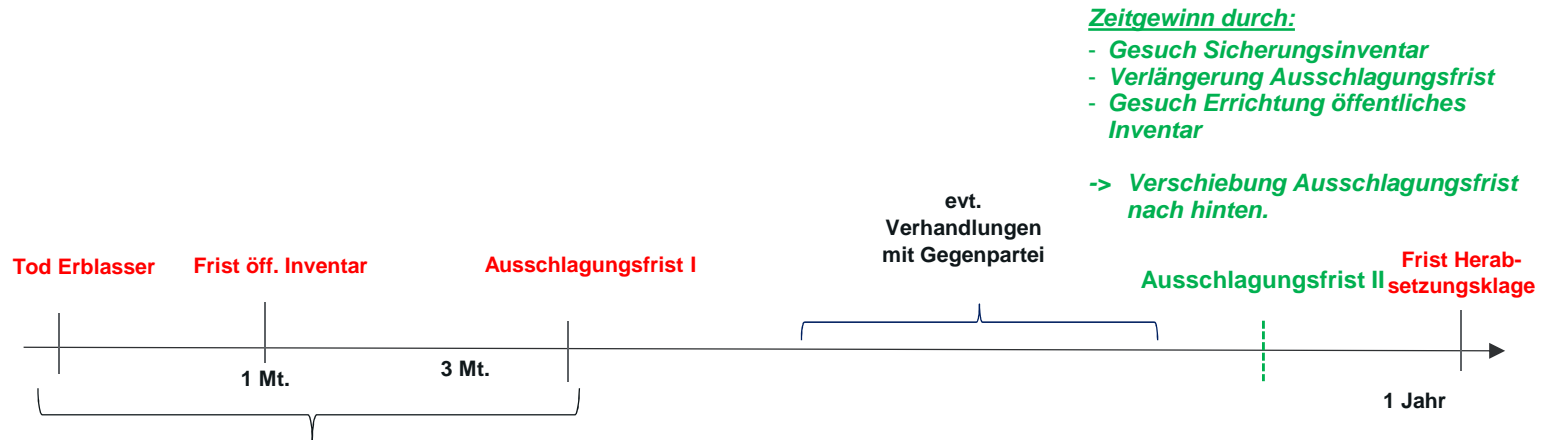 Zeitgewinn durch:
- Gesuch Sicherungsinventar
- Verlängerung Ausschlagungsfrist
- Gesuch Errichtung öffentliches
Inventar
-> Verschiebung Ausschlagungsfrist
nach hinten.
evt.
Verhandlungen
mit Gegenpartei
Tod Erblasser
Frist öff. Inventar
Ausschlagungsfrist I
Ausschlagungsfrist II
Frist Herab-
setzungsklage
1 Mt.
3 Mt.
1 Jahr